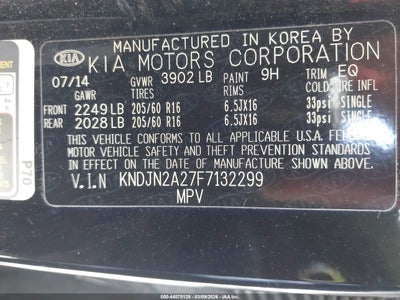 MANUFACTURED IN KOREA BY
KIA KIA MOTORS CORPORATION
07/14 GVWR 3902 LB PAINT 9H TRIM EQ
TIRES RIMS COLD TIRE INFL
FRONT 2249 LB 205/60 R16 6.5JX16 33psi SINGLE
REAR 2028 LB 205/60 R16 6.5JX16 33psi SINGLE
THIS VEHICLE CONFORMS TO ALL APPLICABLE U.S.A. FEDERAL
MOTOR VEHICLE SAFETY, BUMPER, AND THEFT PREVENTION
STANDARDS IN EFFECT ON THE DATE OF MANUFACTURE SHOWN ABOVE.
V.I.N KNDJN2A27F7132299
MPV
P70